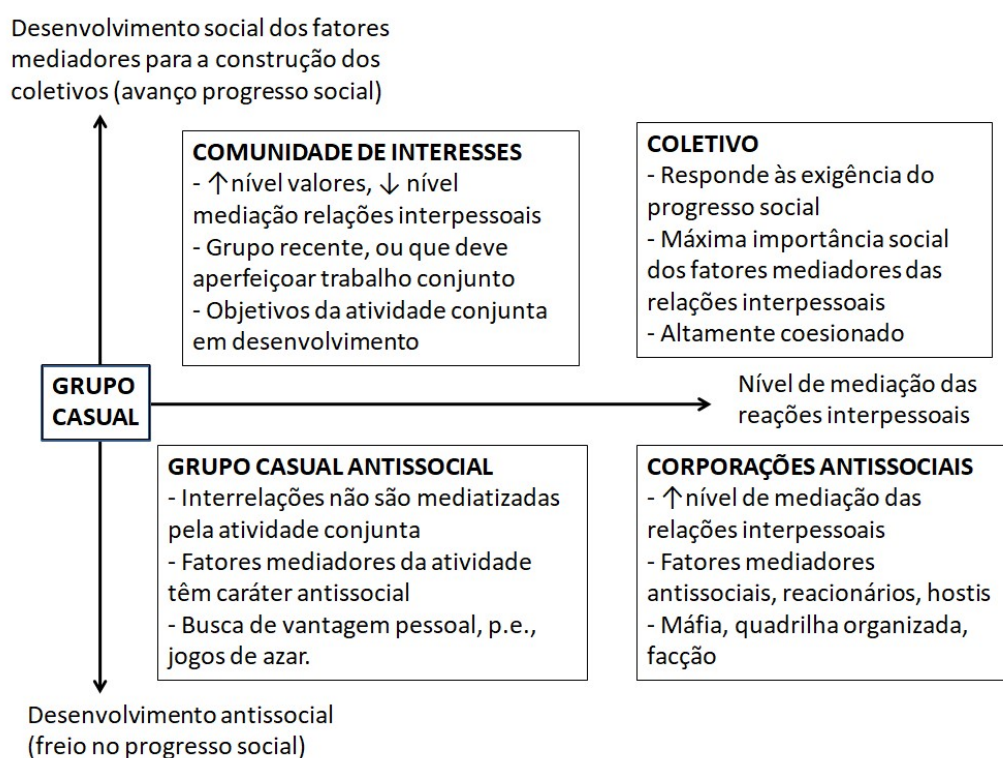 Desenvolvimento social dos fatores
mediadores para a construção dos
coletivos (avanço progresso social)
COMUNIDADE DE INTERESSES
- ↑nível valores, ↓ nível
mediação relações interpessoais
- Grupo recente, ou que deve
aperfeiçoar trabalho conjunto
- Objetivos da atividade conjunta
em desenvolvimento
COLETIVO
- Responde às exigência do
progresso social
- Máxima importância social
dos fatores mediadores das
relações interpessoais
- Altamente coesionado
GRUPO
CASUAL
Nível de mediação das
reações interpessoais
GRUPO CASUAL ANTISSOCIAL
- Interrelações não são mediatizadas
pela atividade conjunta
- Fatores mediadores da atividade
têm caráter antissocial
- Busca de vantagem pessoal, p.e.,
jogos de azar.
CORPORAÇÕES ANTISSOCIAIS
- ↑nível de mediação das
relações interpessoais
- Fatores mediadores
antissociais, reacionários, hostis
- Máfia, quadrilha organizada,
facção
Desenvolvimento antissocial
(freio no progresso social)